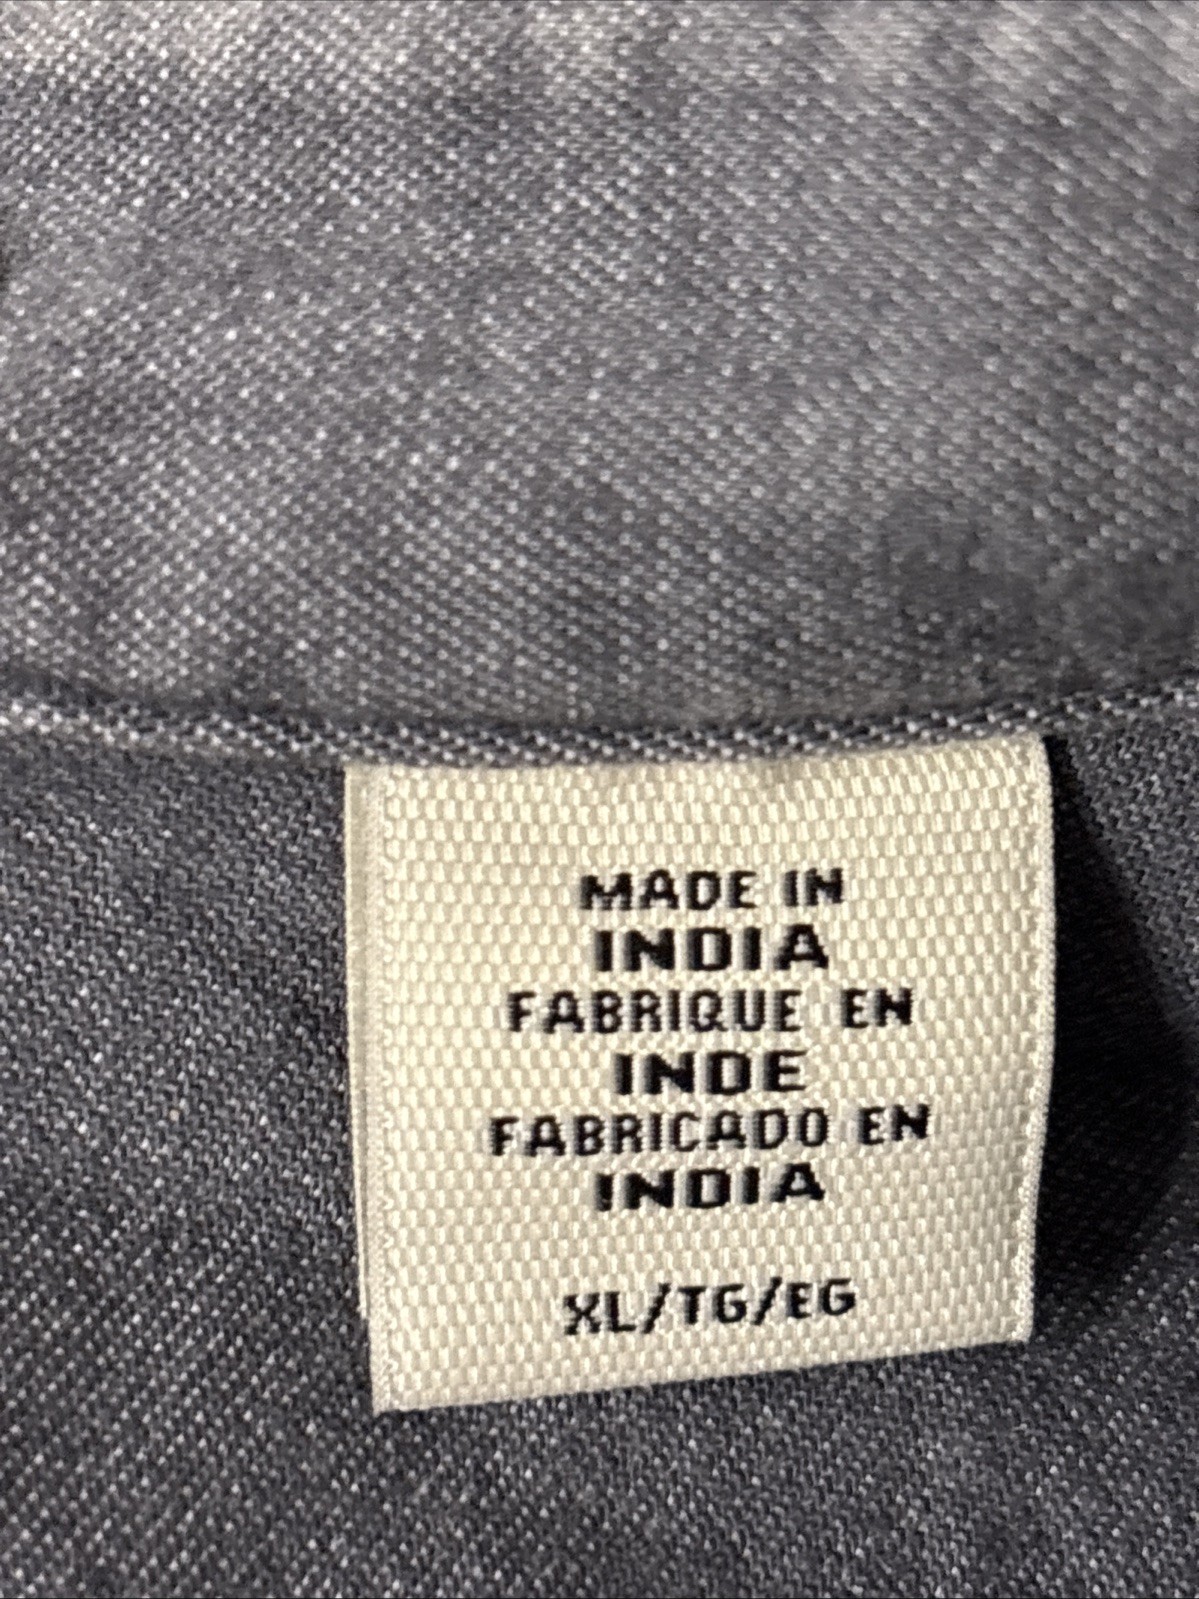 MADE IN
INDIA
FABRIQUE EN
INDE
FABRICADO EN
INDIA
XL/TG/EG